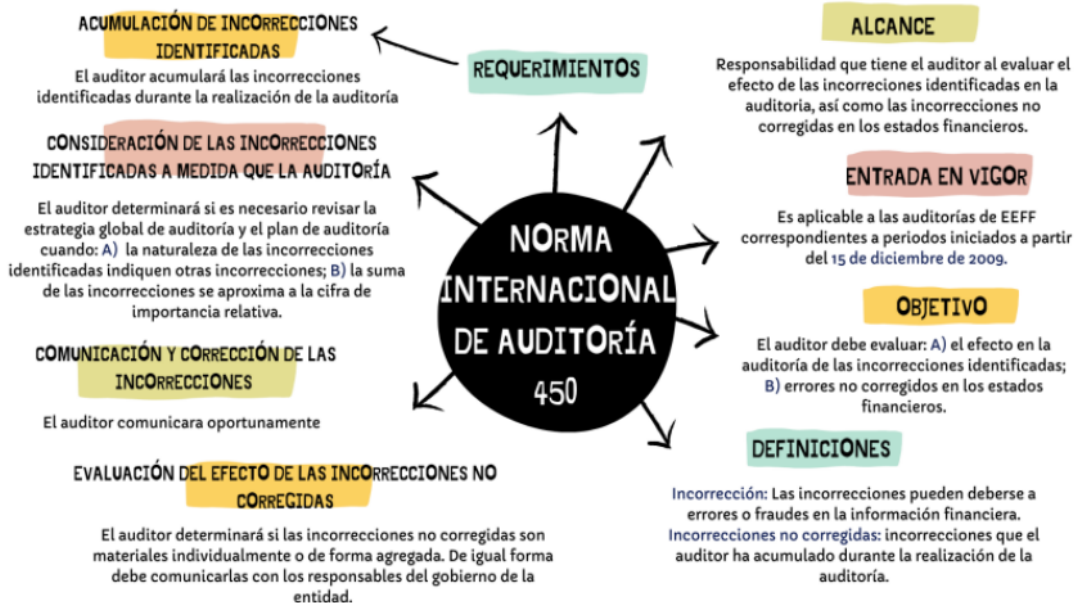 ACUMULACIÓN DE INCORRECCIONES
IDENTIFICADAS
El auditor acumulará las incorrecciones
identificadas durante la realización de la auditoría
CONSIDERACIÓN DE LAS INCORRECCIONES
IDENTIFICADAS A MEDIDA QUE LA AUDITORÍA
El auditor determinará si es necesario revisar la
estrategia global de auditoría y el plan de auditoría
cuando: A) la naturaleza de las incorrecciones
identificadas indiquen otras incorrecciones; B) la suma
de las incorrecciones se aproxima a la cifra de
importancia relativa.
COMUNICACIÓN Y CORRECCIÓN DE LAS
INCORRECCIONES
El auditor comunicara oportunamente
EVALUACIÓN DEL EFECTO DE LAS INCORRECCIONES NO
CORREGIDAS
El auditor determinará si las incorrecciones no corregidas son
materiales individualmente o de forma agregada. De igual forma
debe comunicarlas con los responsables del gobierno de la
entidad.
REQUERIMIENTOS
NORMA
INTERNACIONAL
DE AUDITORÍA
450
ALCANCE
Responsabilidad que tiene el auditor al evaluar el
efecto de las incorreciones identificadas en la
auditoria, así como las incorrecciones no
corregidas en los estados financieros.
ENTRADA EN VIGOR
Es aplicable a las auditorías de EEFF
correspondientes a periodos iniciados a partir
del 15 de diciembre de 2009.
OBJETIVO
El auditor debe evaluar: A) el efecto en la
auditoría de las incorrecciones identificadas;
B) errores no corregidos en los estados
financieros.
DEFINICIONES
Incorrección: Las incorrecciones pueden deberse a
errores o fraudes en la información financiera.
Incorrecciones no corregidas: incorrecciones que el
auditor ha acumulado durante la realización de la
auditoría.